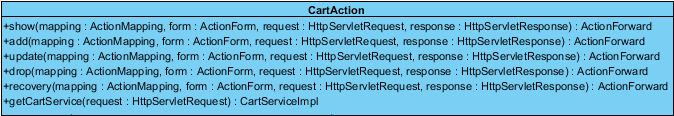 CartAction
+show(mapping : ActionMapping, form : ActionForm, request : HttpServletRequest, response : HttpServletResponse) : ActionForward
+add(mapping : ActionMapping, form : ActionForm, request : HttpServletRequest, response : HttpServletResponse) : ActionForward
+update(mapping : ActionMapping, form : ActionForm, request : HttpServletRequest, response : HttpServletResponse) : ActionForward
+drop(mapping : ActionMapping, form : ActionForm, request : HttpServletRequest, response : HttpServletResponse) : ActionForward
+recovery(mapping : ActionMapping, form : ActionForm, request : HttpServletRequest, response : HttpServletResponse) : ActionForward
+getCartService(request : HttpServletRequest) : CartServiceImpl